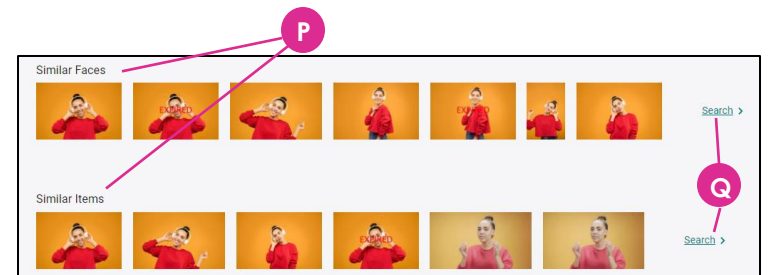 P
Similar Faces
EXPIRED EXPIRED
Search >
Q
Similar Items
EXPIRED
Search >